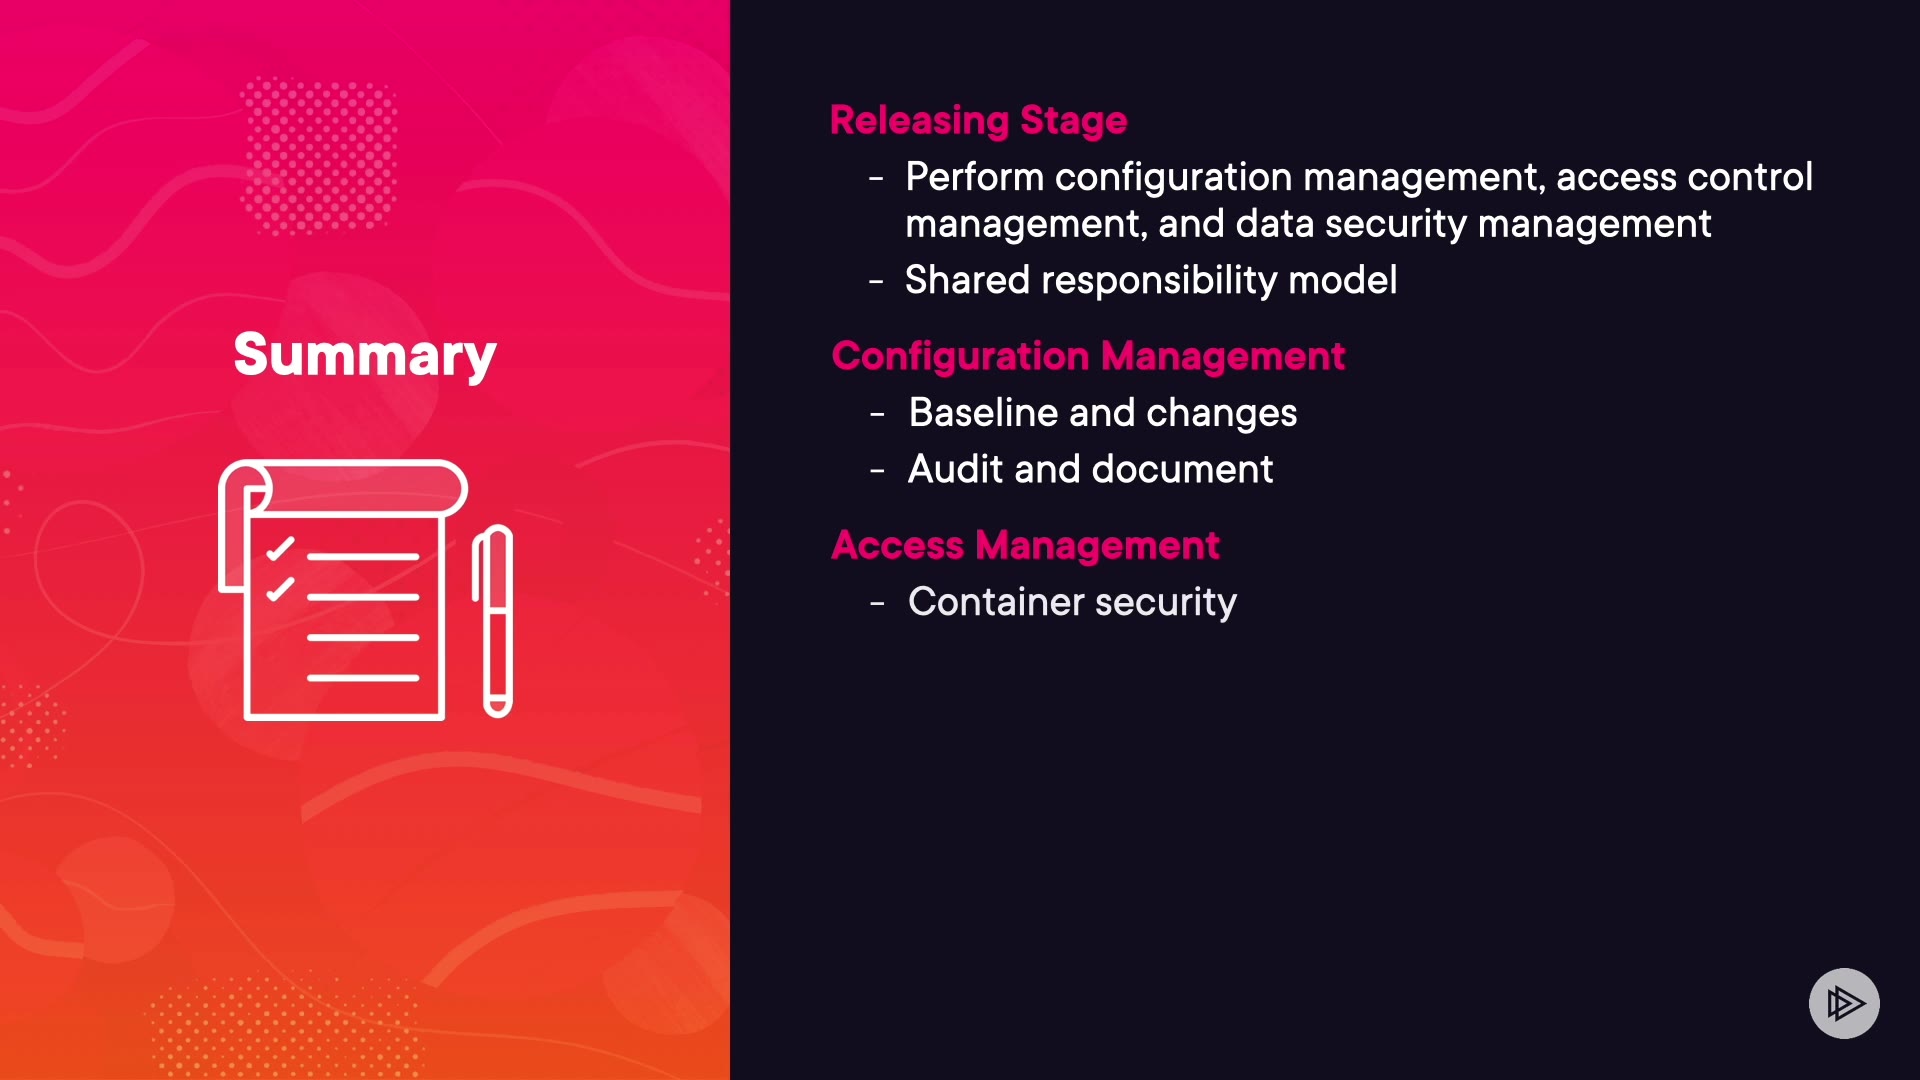 Summary
Releasing Stage
- Perform configuration management, access control
management, and data security management
- Shared responsibility model
Configuration Management
- Baseline and changes
- Audit and document
Access Management
- Container security